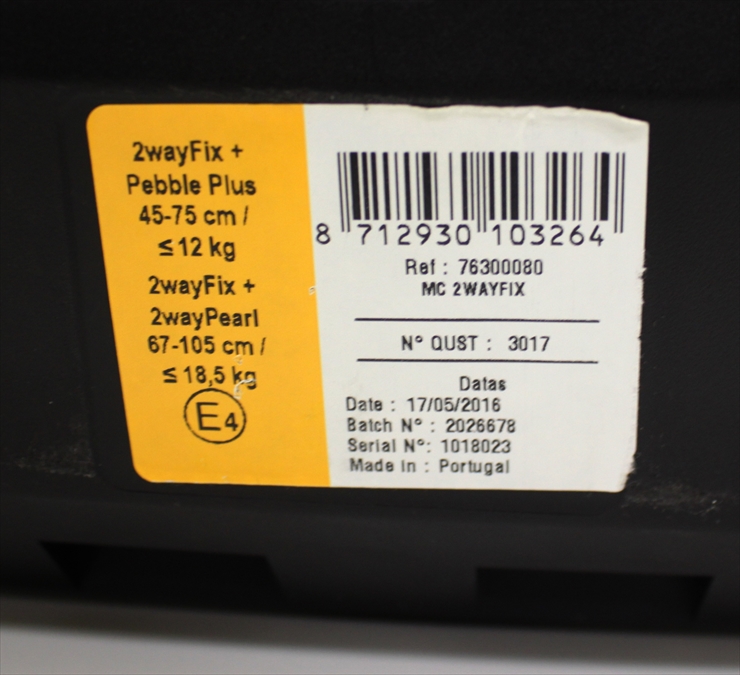 2wayFix +
Pebble Plus
45-75 cm /
≤ 12 kg
2wayFix +
2wayPearl
67-105 cm /
≤ 18,5 kg
E4
8 712930 103264
Ref : 76300080
MC 2WAYFIX
N° QUST : 3017
Datas
Date : 17/05/2016
Batch N° : 2026678
Serial N°: 1018023
Made in : Portugal